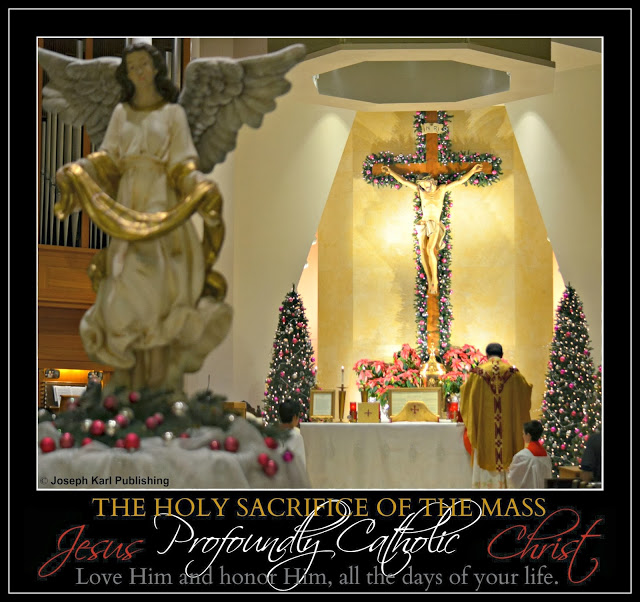 INRI
© Joseph Karl Publishing
THE HOLY SACRIFICE OF THE MASS
Jesus Profoundly Catholic Christ
Love Him and honor Him, all the days of your life.